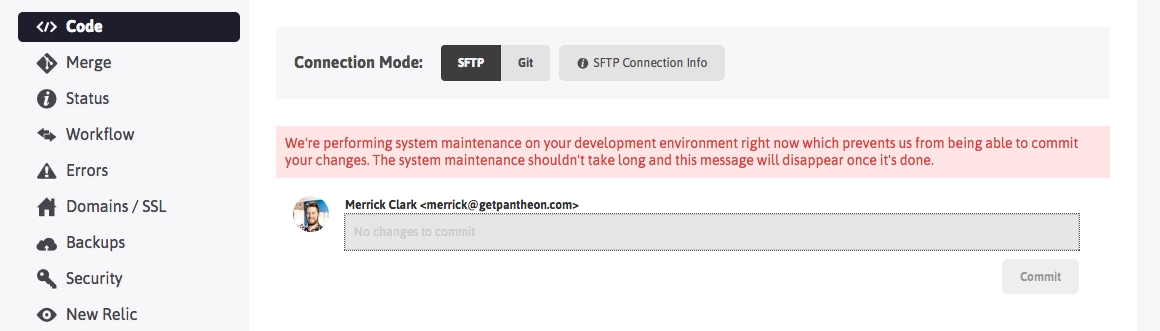 Code
Merge
Status
Workflow
Errors
Domains / SSL
Backups
Security
New Relic
Connection Mode: SFTP Git SFTP Connection Info
We're performing system maintenance on your development environment right now which prevents us from being able to commit
your changes. The system maintenance shouldn't take long and this message will disappear once it's done.
Merrick Clark <merrick@getpantheon.com>
No changes to commit
Commit